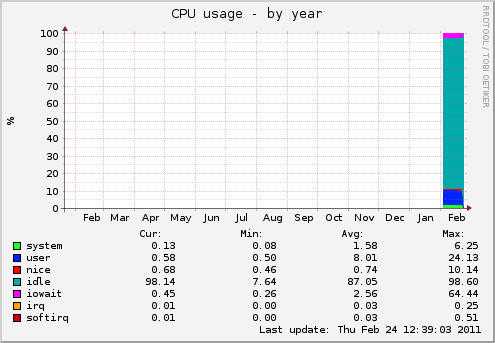 CPU usage - by year
RRDTOOL / TOBI OETIKER
%
100
90
80
70
60
50
40
30
20
10
0
Feb Mar Apr May Jun Jul Aug Sep Oct Nov Dec Jan Feb
Cur: Min: Avg: Max:
system 0.13 0.08 1.58 6.25
user 0.58 0.50 8.01 24.13
nice 0.68 0.46 0.74 10.14
idle 98.14 7.64 87.05 98.60
iowait 0.45 0.26 2.56 64.44
irq 0.01 0.00 0.03 0.25
softirq 0.01 0.00 0.03 0.51
Last update: Thu Feb 24 12:39:03 2011